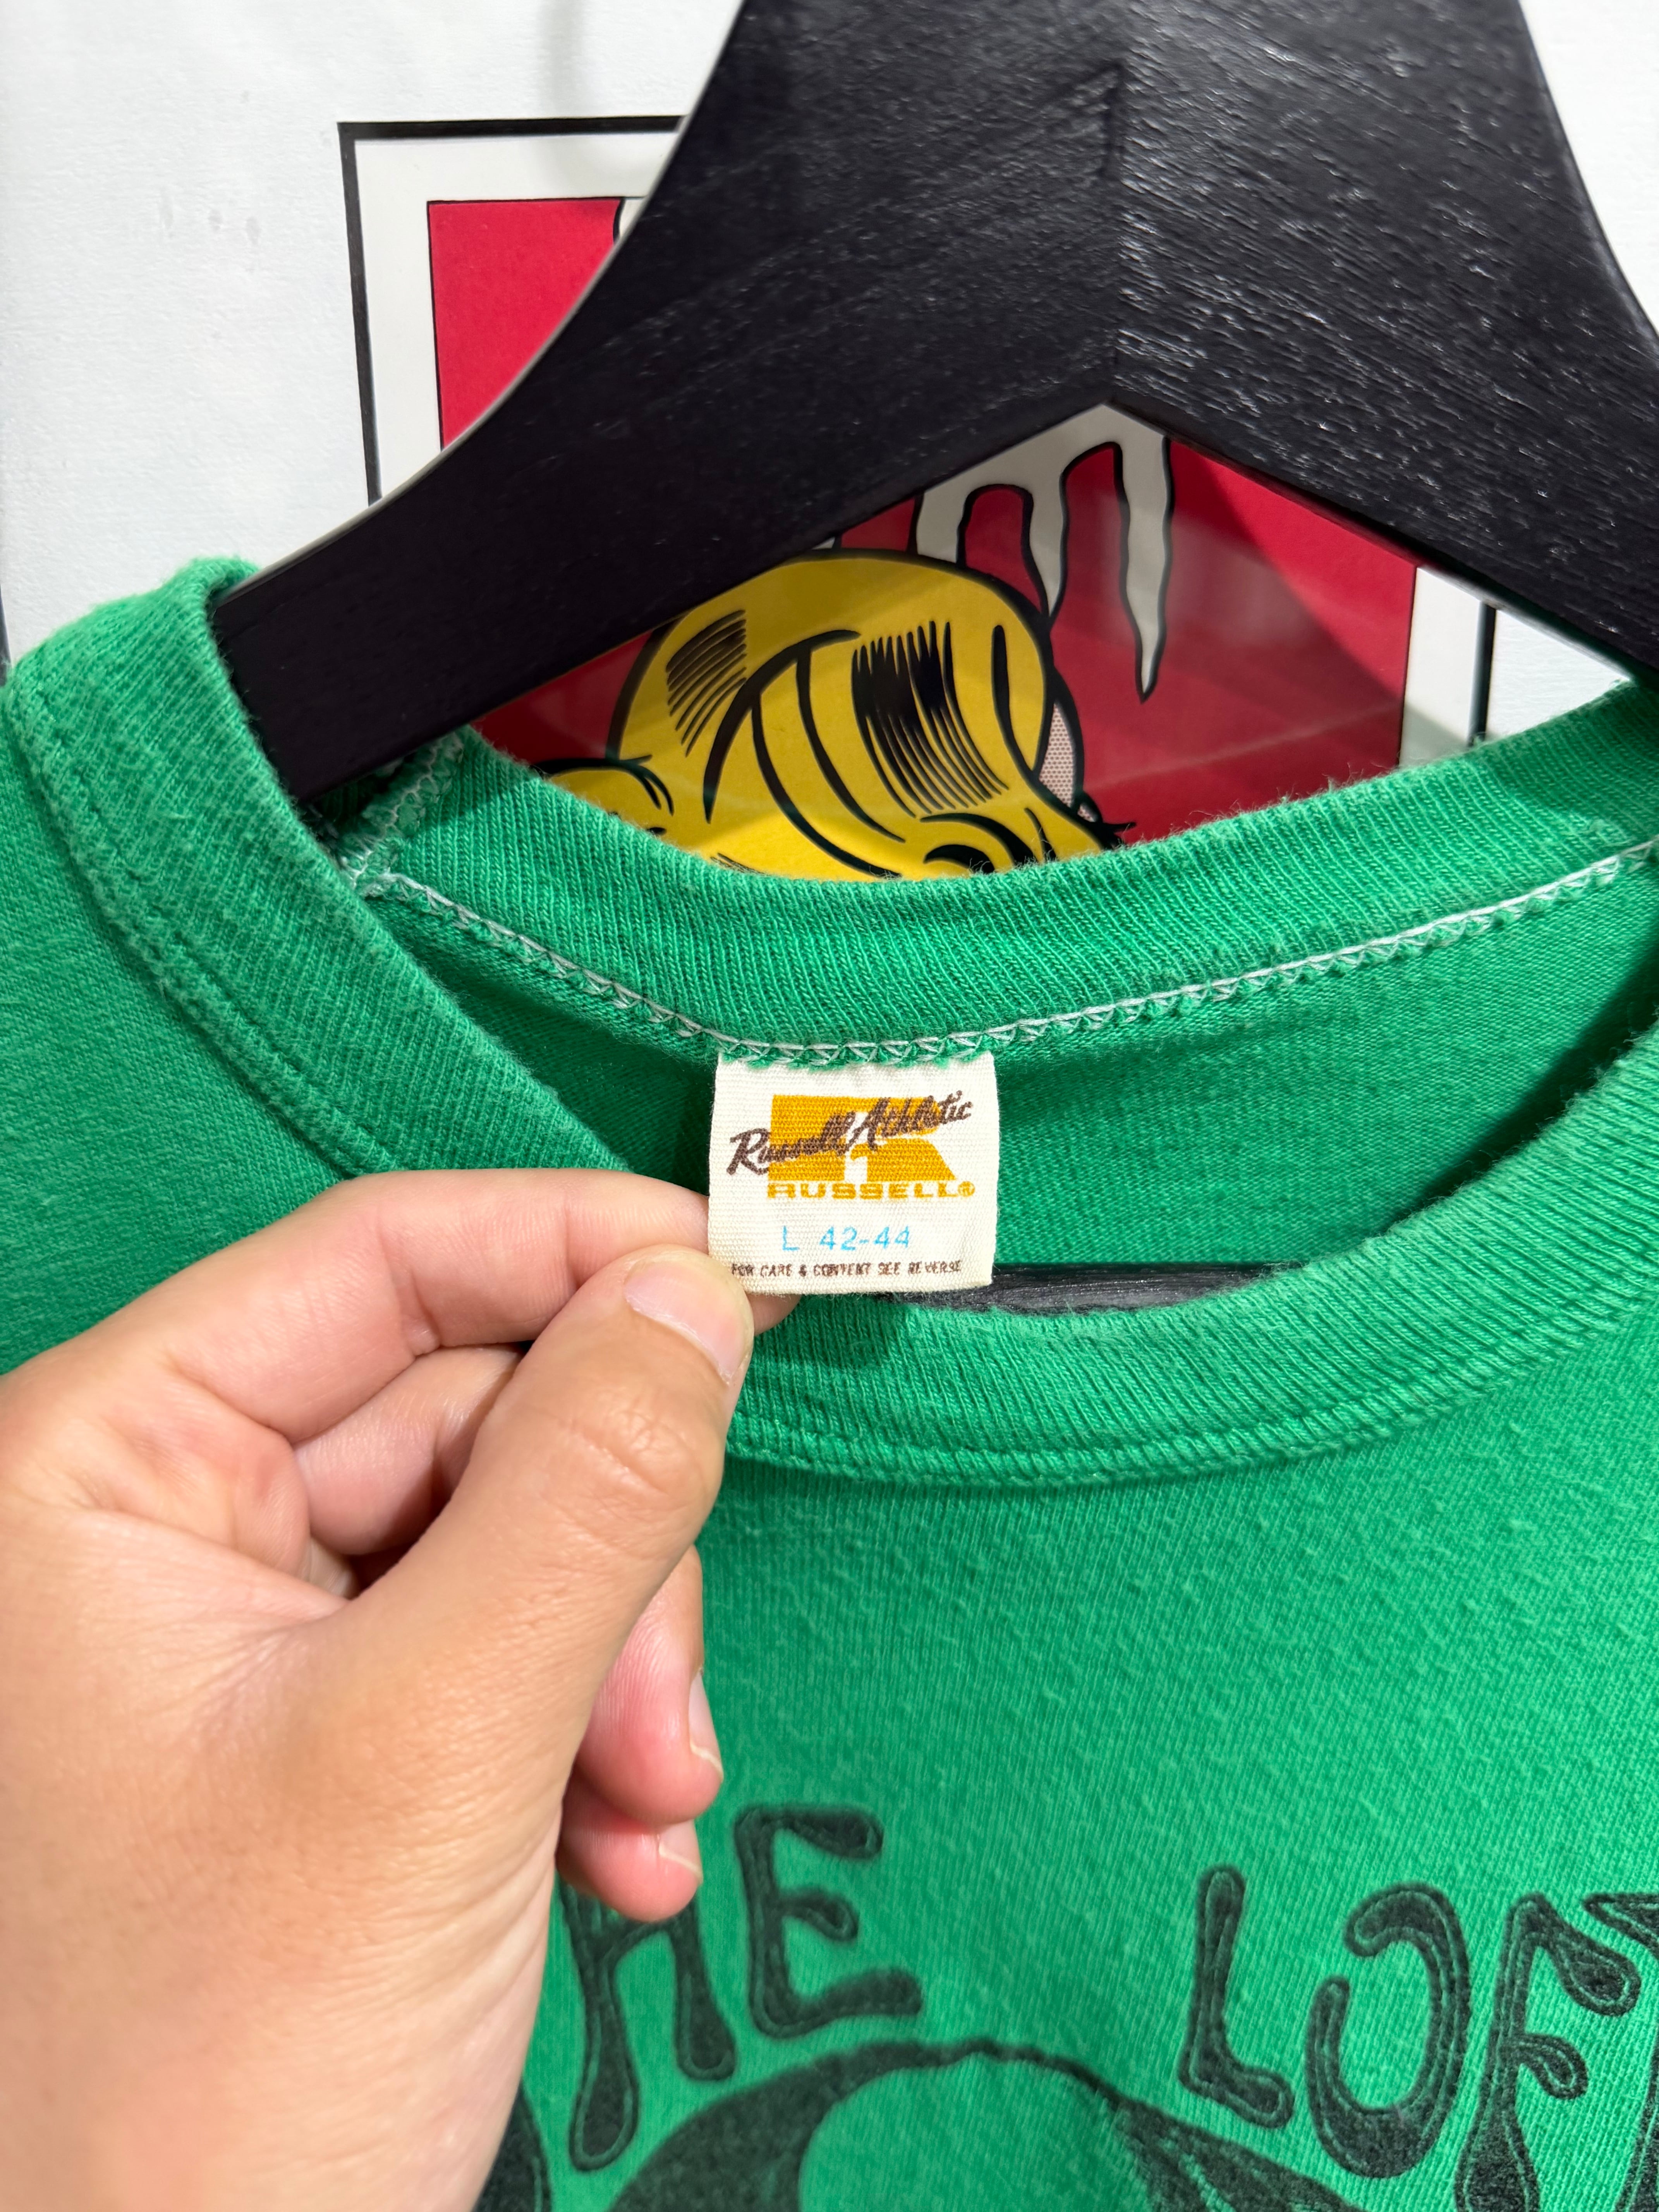 Russell Athletic
RUSSELL®
L 42-44
FOR CARE & CONTENT SEE REVERSE
HE LOF